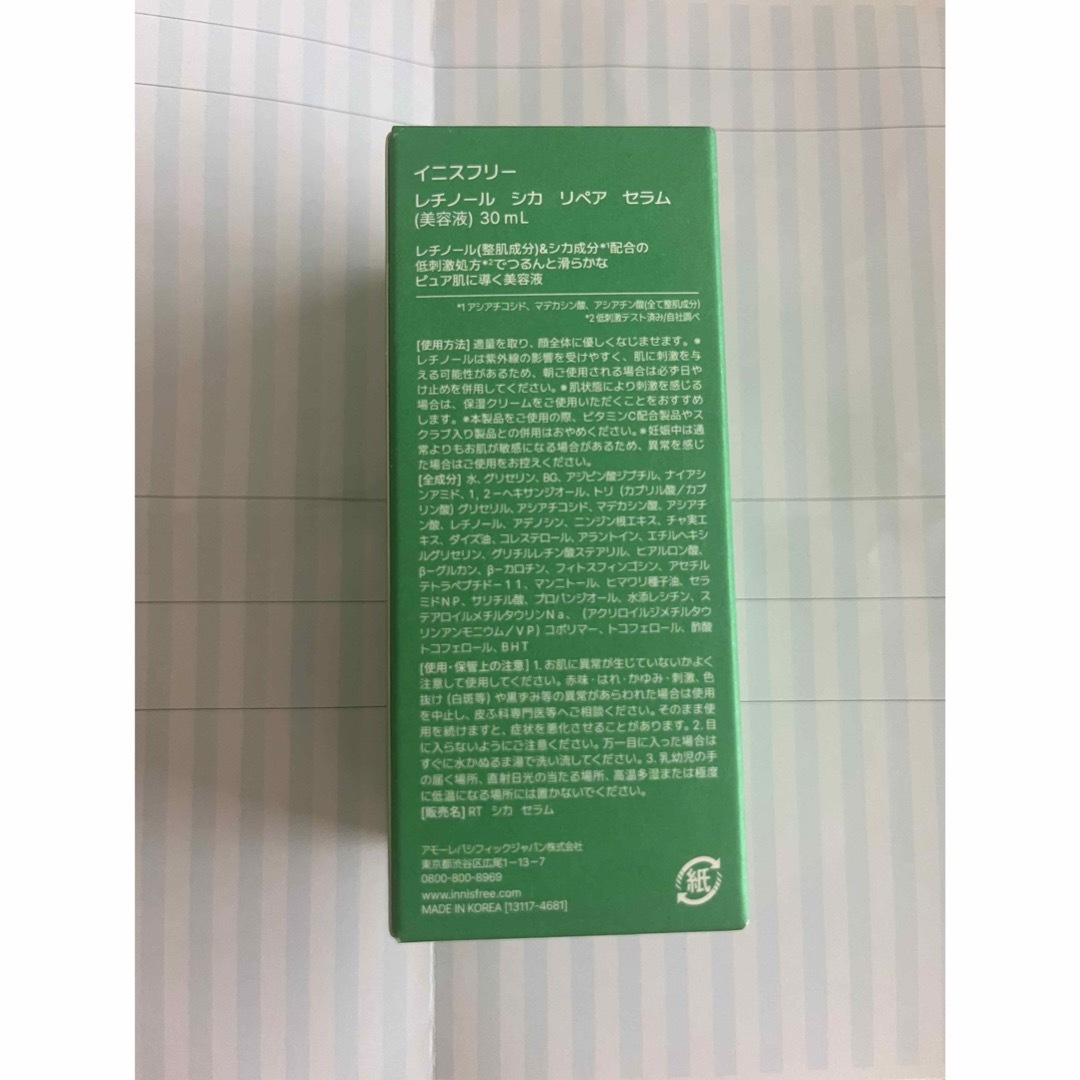 イニスフリー
レチノール シカ リペア セラム
(美容液) 30mL
レチノール(整肌成分)&シカ成分*¹配合の
低刺激処方*²でつるんと滑らかな
ピュア肌に導く美容液
*1 アシアチコシド、マデカシン酸、アシアチン酸(全て整肌成分)
*2 低刺激テスト済み/自社調べ
[使用方法] 適量を取り、顔全体に優しくなじませます。*
レチノールは紫外線の影響を受けやすく、肌に刺激を与
える可能性があるため、朝ご使用される場合は必ず日や
け止めを併用してください。*肌状態により刺激を感じる
場合は、保湿クリームをご使用いただくことをおすすめ
します。*本製品をご使用の際、ビタミンC配合製品やス
クラブ入り製品との併用はおやめください。*妊娠中は通
常よりもお肌が敏感になる場合があるため、異常を感じ
た場合はご使用をお控えください。
[全成分] 水、グリセリン、BG、アジピン酸ジブチル、ナイアシ
ンアミド、1,2－ヘキサンジオール、トリ（カプリル酸／カプ
リン酸）グリセリル、アシアチコシド、マデカシン酸、アシアチ
ン酸、レチノール、アデノシン、ニンジン根エキス、チャ実エ
キス、ダイズ油、コレステロール、アラントイン、エチルヘキシ
ルグリセリン、グリチルレチン酸ステアリル、ヒアルロン酸、
β－グルカン、β－カロチン、フィトスフィンゴシン、アセチル
テトラペプチド－11、マンニトール、ヒマワリ種子油、セラ
ミドNP、サリチル酸、プロパンジオール、水添レシチン、ス
テアロイルメチルタウリンNa、（アクリロイルジメチルタウ
リンアンモニウム／VP）コポリマー、トコフェロール、酢酸
トコフェロール、BHT
[使用・保管上の注意] 1.お肌に異常が生じていないかよく
注意して使用してください。赤味・はれ・かゆみ・刺激、色
抜け（白斑等）や黒ずみ等の異常があらわれた場合は使用
を中止し、皮ふ科専門医等へご相談ください。そのまま使
用を続けますと、症状を悪化させることがあります。2.目
に入らないようにご注意ください。万一目に入った場合は
すぐに水かぬるま湯で洗い流してください。3.乳幼児の手
の届く場所、直射日光の当たる場所、高温多湿または極度
に低温になる場所には置かないでください。
[販売名] RT シカ セラム
アモーレパシフィックジャパン株式会社
東京都渋谷区広尾1－13－7
0800-800-8969
www.innisfree.com
MADE IN KOREA [13117-4681]
紙